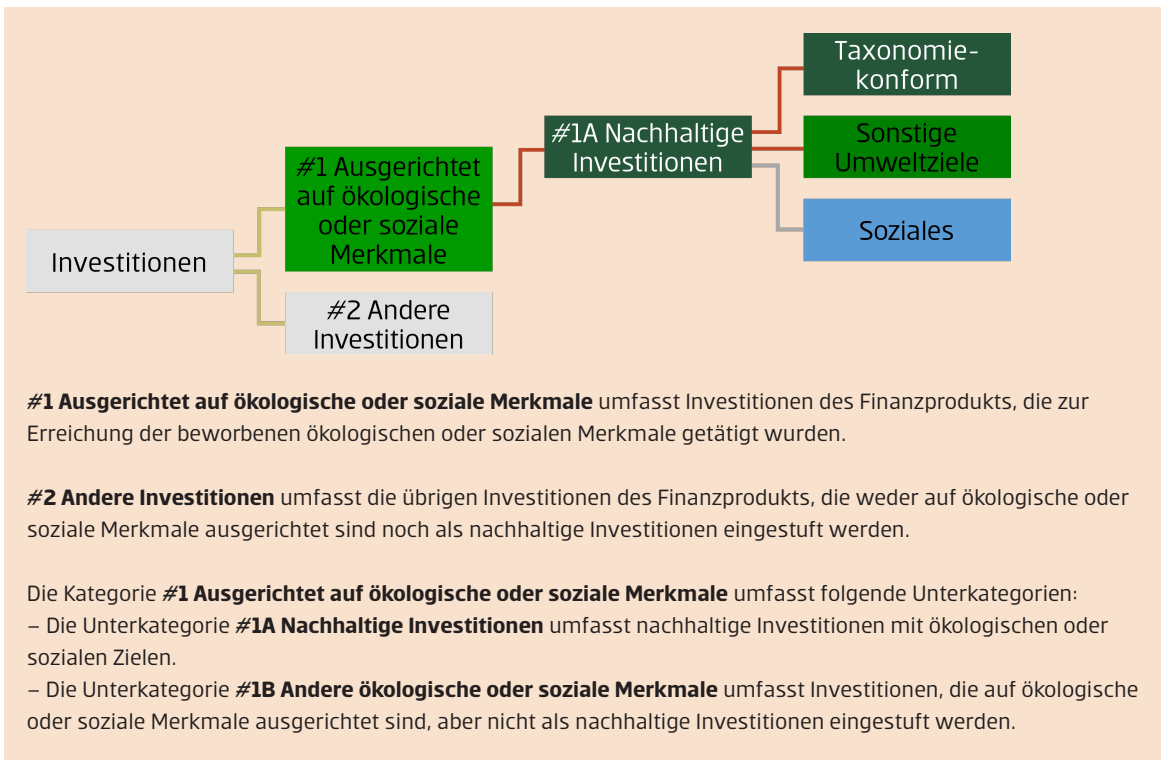 Taxonomie-
konform
#1A Nachhaltige
Investitionen
Sonstige
Umweltziele
#1 Ausgerichtet
auf ökologische
oder soziale
Merkmale
Soziales
Investitionen
#2 Andere
Investitionen
#1 Ausgerichtet auf ökologische oder soziale Merkmale umfasst Investitionen des Finanzprodukts, die zur
Erreichung der beworbenen ökologischen oder sozialen Merkmale getätigt wurden.
#2 Andere Investitionen umfasst die übrigen Investitionen des Finanzprodukts, die weder auf ökologische oder
soziale Merkmale ausgerichtet sind noch als nachhaltige Investitionen eingestuft werden.
Die Kategorie #1 Ausgerichtet auf ökologische oder soziale Merkmale umfasst folgende Unterkategorien:
– Die Unterkategorie #1A Nachhaltige Investitionen umfasst nachhaltige Investitionen mit ökologischen oder
sozialen Zielen.
– Die Unterkategorie #1B Andere ökologische oder soziale Merkmale umfasst Investitionen, die auf ökologische
oder soziale Merkmale ausgerichtet sind, aber nicht als nachhaltige Investitionen eingestuft werden.